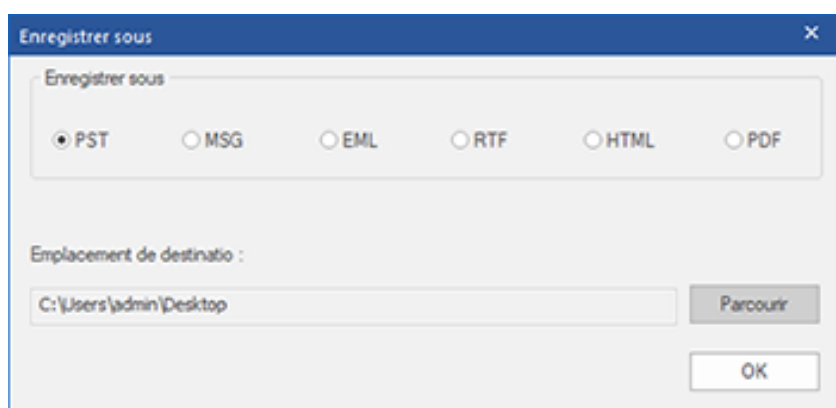 Enregistrer sous
Enregistrer sous
PST MSG EML RTF HTML PDF
Emplacement de destinatio :
C:\Users\admin\Desktop Parcourir
OK